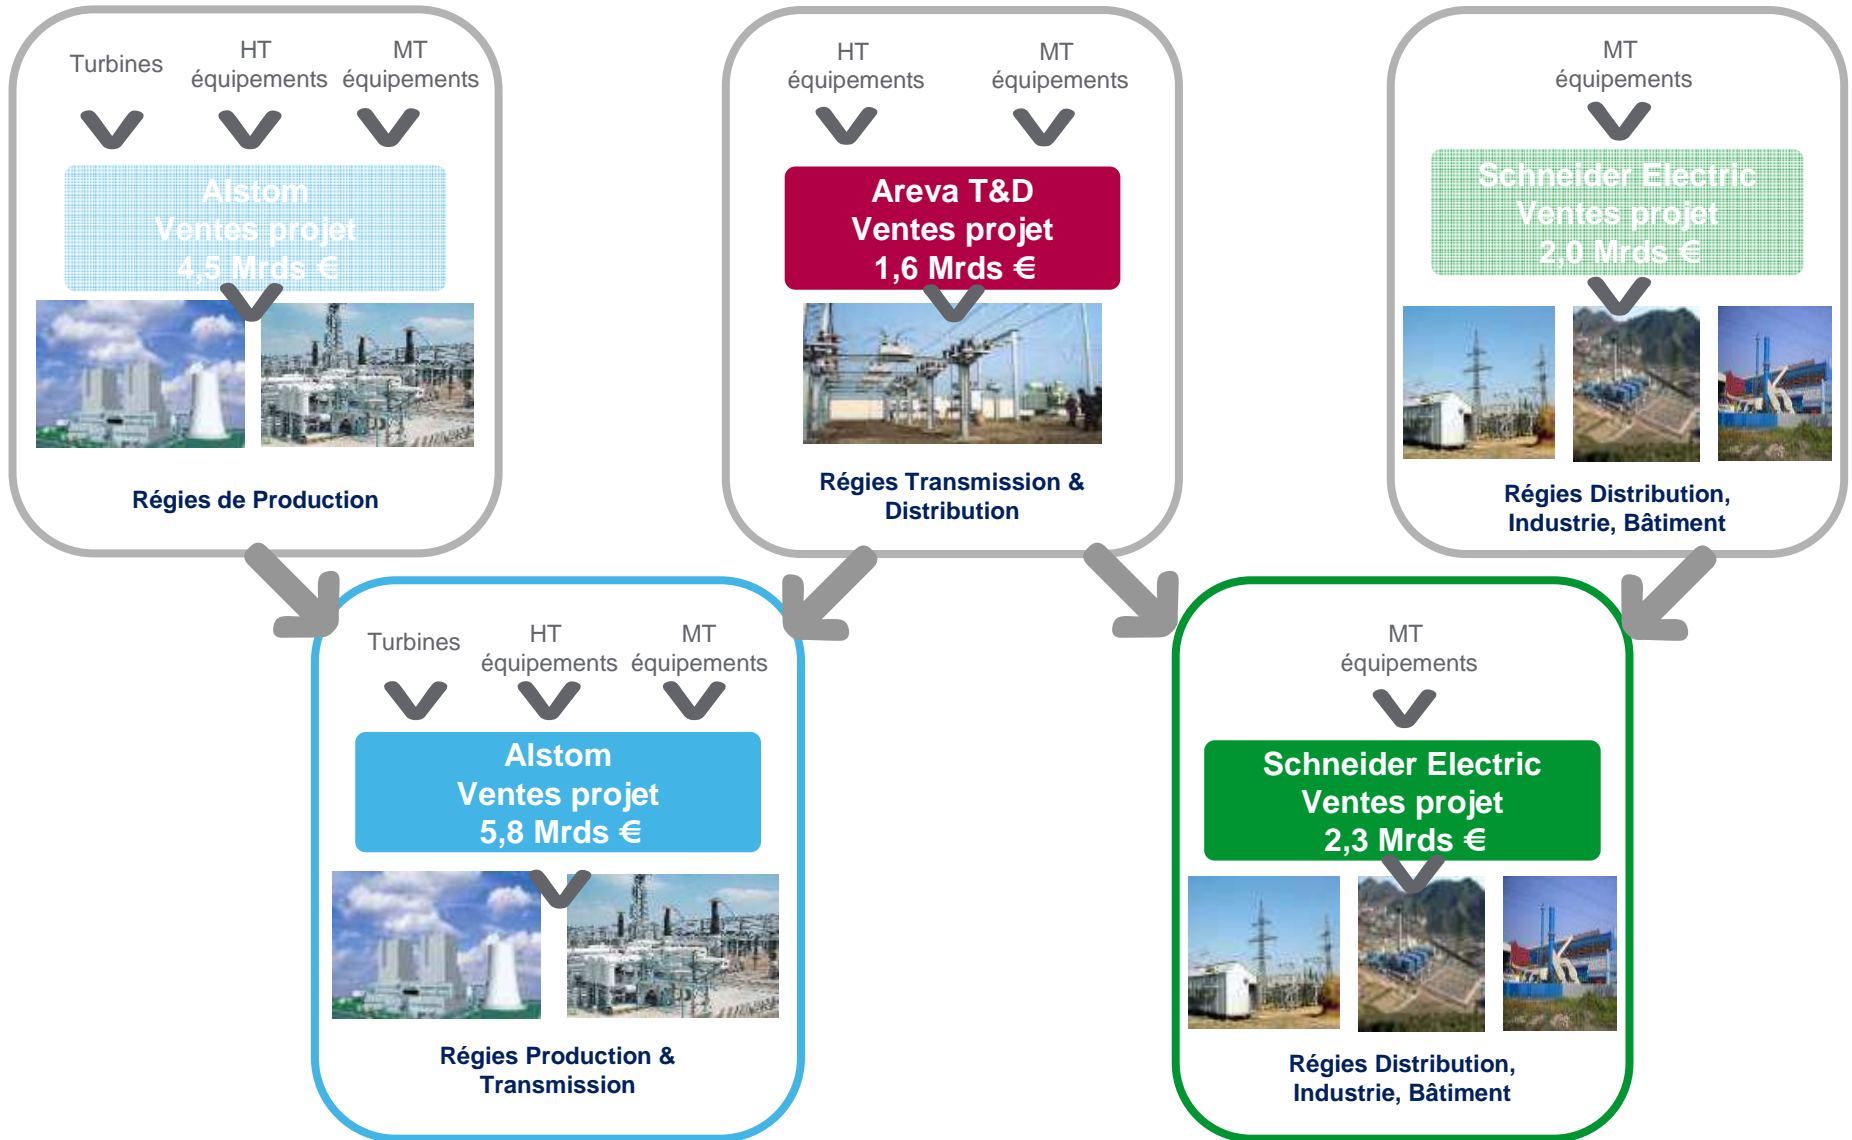 Turbines
HT
équipements
MT
équipements
Alstom
Ventes projet
4,5 Mrds €
Régies de Production
HT
équipements
MT
équipements
Areva T&D
Ventes projet
1,6 Mrds €
Régies Transmission &
Distribution
MT
équipements
Schneider Electric
Ventes projet
2,0 Mrds €
Régies Distribution,
Industrie, Bâtiment
Turbines
HT
équipements
MT
équipements
Alstom
Ventes projet
5,8 Mrds €
Régies Production &
Transmission
MT
équipements
Schneider Electric
Ventes projet
2,3 Mrds €
Régies Distribution,
Industrie, Bâtiment